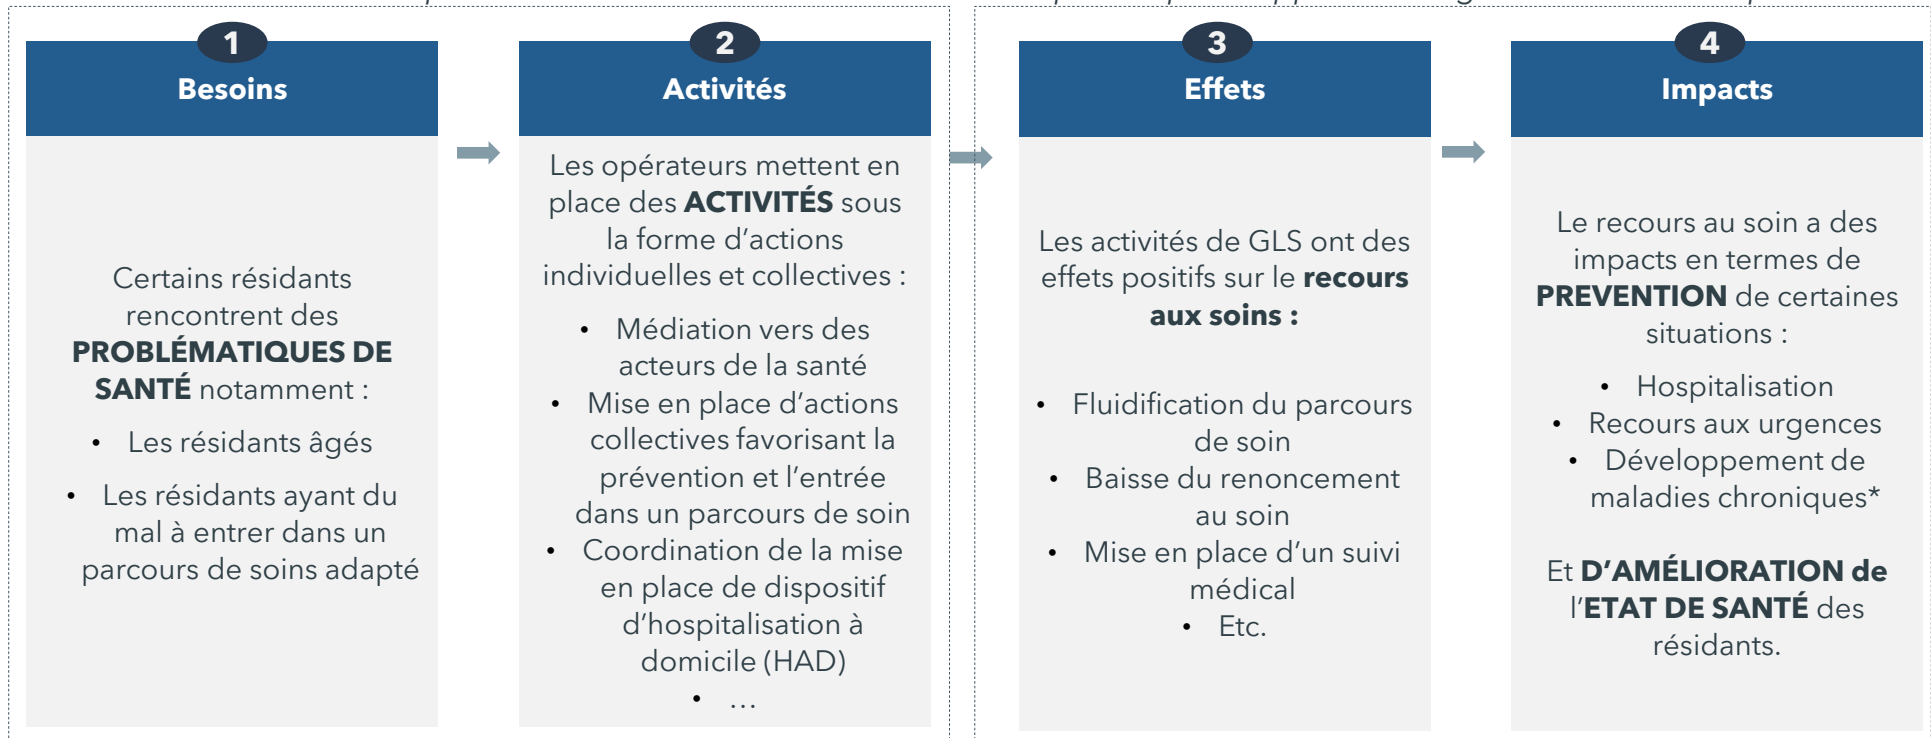 1
Besoins
Certains résidants
rencontrent des
PROBLÉMATIQUES DE
SANTÉ notamment :
• Les résidants âgés
• Les résidants ayant du
mal à entrer dans un
parcours de soins adapté
2
Activités
Les opérateurs mettent en
place des ACTIVITÉS sous
la forme d’actions
individuelles et collectives :
• Médiation vers des
acteurs de la santé
• Mise en place d’actions
collectives favorisant la
prévention et l’entrée
dans un parcours de soin
• Coordination de la mise
en place de dispositif
d’hospitalisation à
domicile (HAD)
• …
3
Effets
Les activités de GLS ont des
effets positifs sur le recours
aux soins :
• Fluidification du parcours
de soin
• Baisse du renoncement
au soin
• Mise en place d’un suivi
médical
• Etc.
4
Impacts
Le recours au soin a des
impacts en termes de
PREVENTION de certaines
situations :
• Hospitalisation
• Recours aux urgences
• Développement de
maladies chroniques*
Et D’AMÉLIORATION de
l’ETAT DE SANTÉ des
résidants.